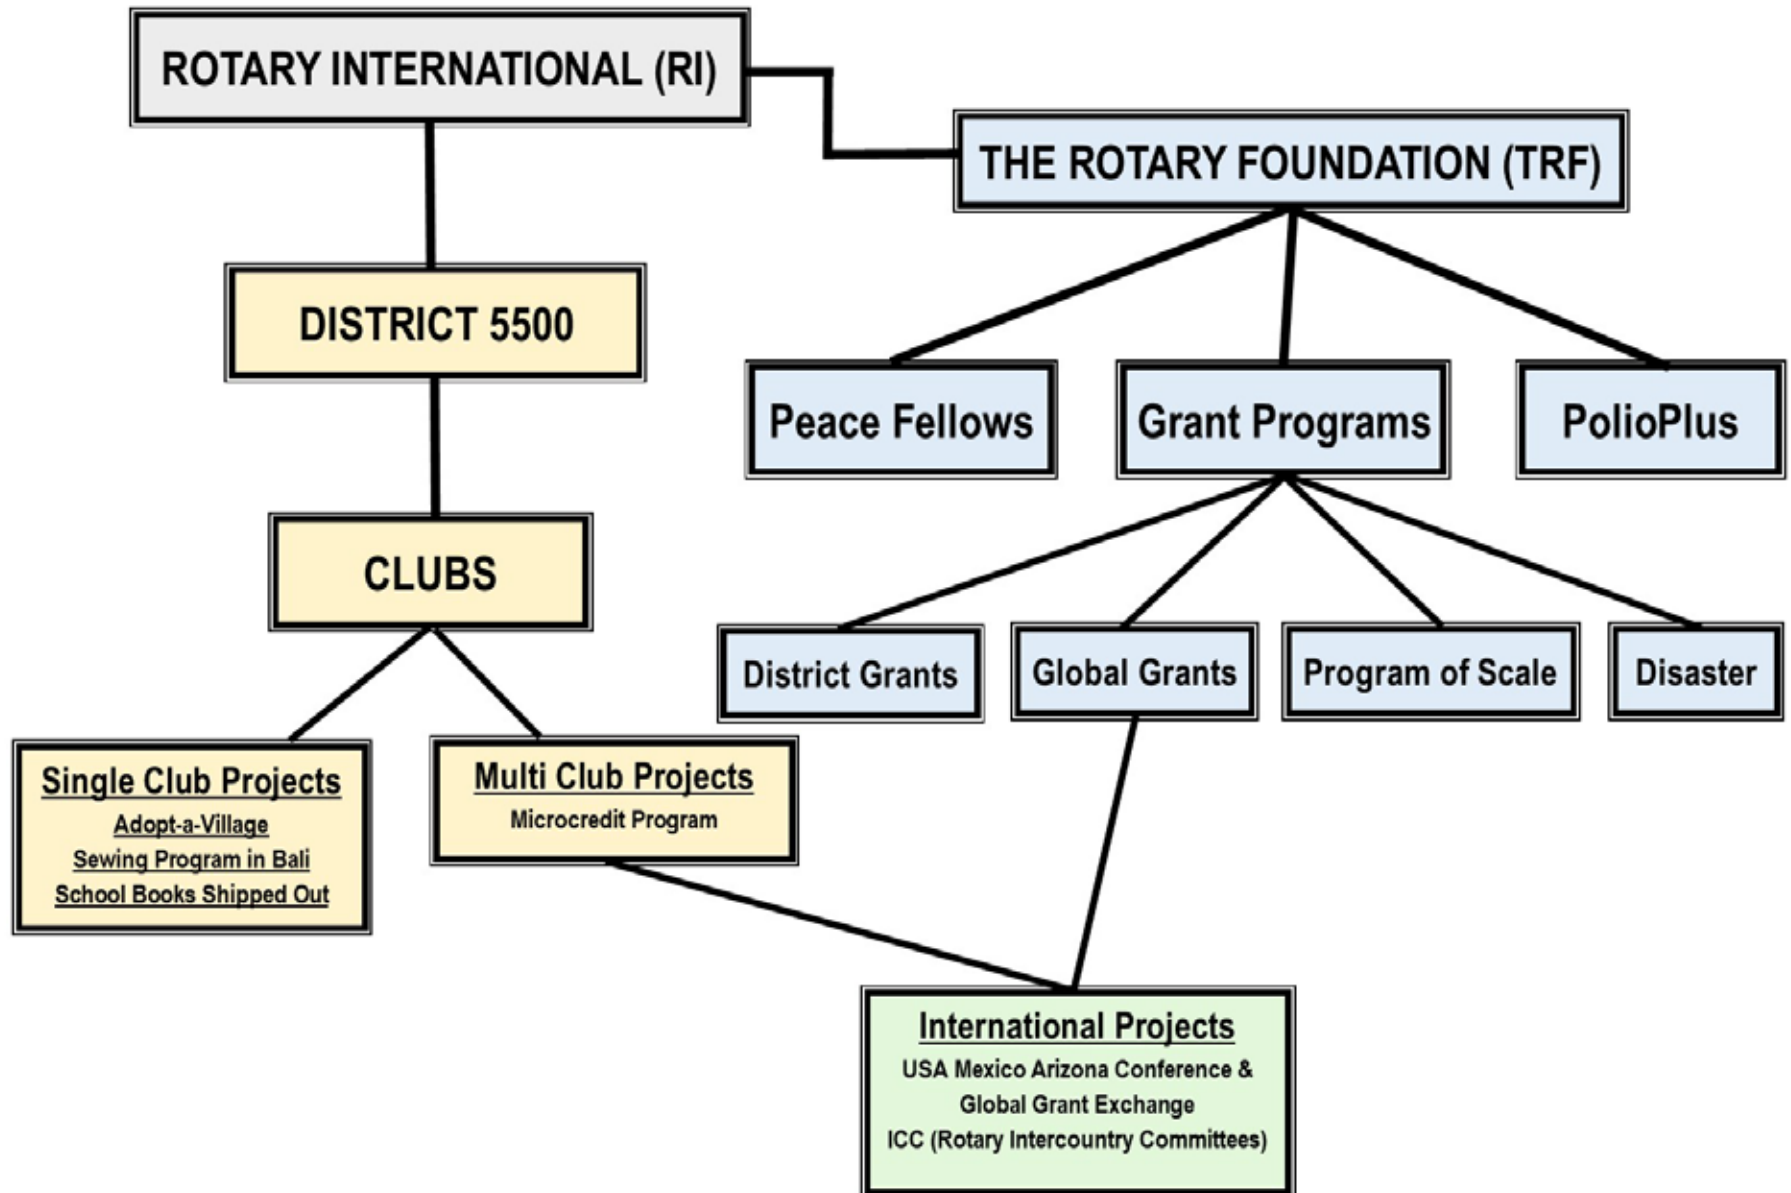 ROTARY INTERNATIONAL (RI)
THE ROTARY FOUNDATION (TRF)
DISTRICT 5500
Peace Fellows
Grant Programs
PolioPlus
CLUBS
District Grants
Global Grants
Program of Scale
Disaster
Single Club Projects
Adopt-a-Village
Sewing Program in Bali
School Books Shipped Out
Multi Club Projects
Microcredit Program
International Projects
USA Mexico Arizona Conference &
Global Grant Exchange
ICC (Rotary Intercountry Committees)